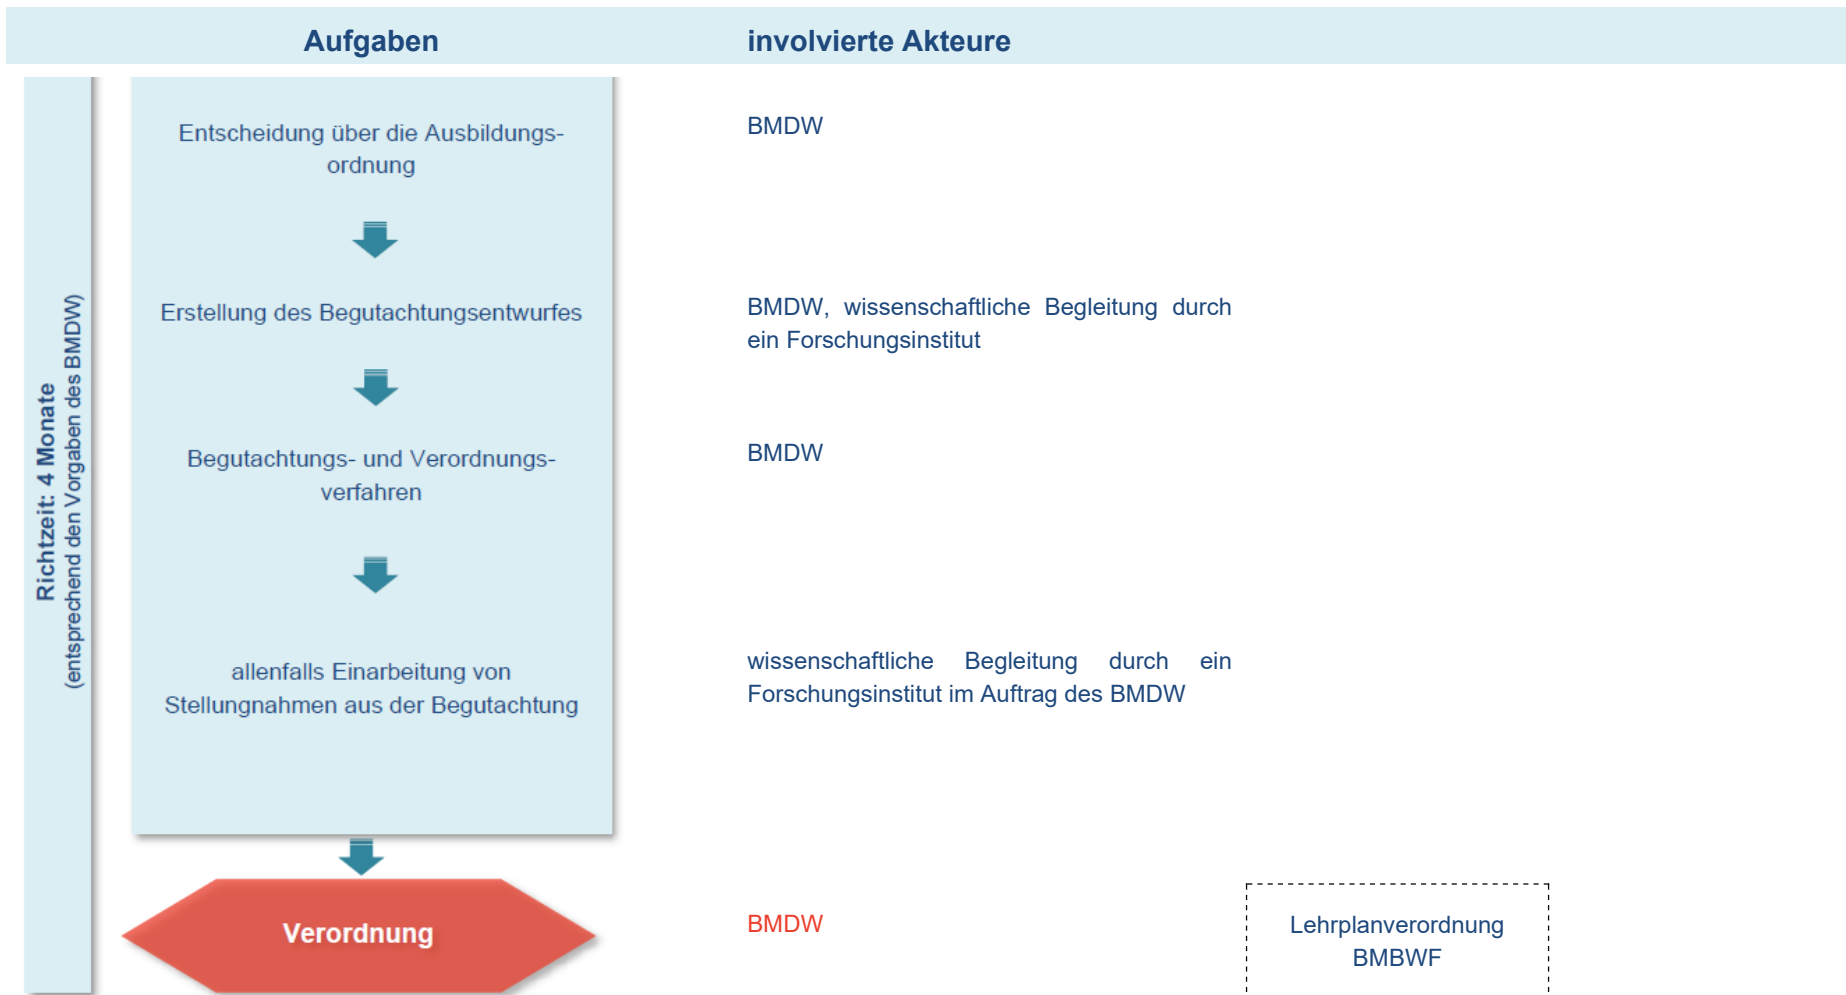 Aufgaben
involvierte Akteure
Richtzeit: 4 Monate
(entsprechend den Vorgaben des BMDW)
Entscheidung über die Ausbildungs-
ordnung
BMDW
Erstellung des Begutachtungsentwurfes
BMDW, wissenschaftliche Begleitung durch
ein Forschungsinstitut
Begutachtungs- und Verordnungs-
verfahren
BMDW
allenfalls Einarbeitung von
Stellungnahmen aus der Begutachtung
wissenschaftliche Begleitung durch ein
Forschungsinstitut im Auftrag des BMDW
Verordnung
BMDW
Lehrplanverordnung
BMBWF